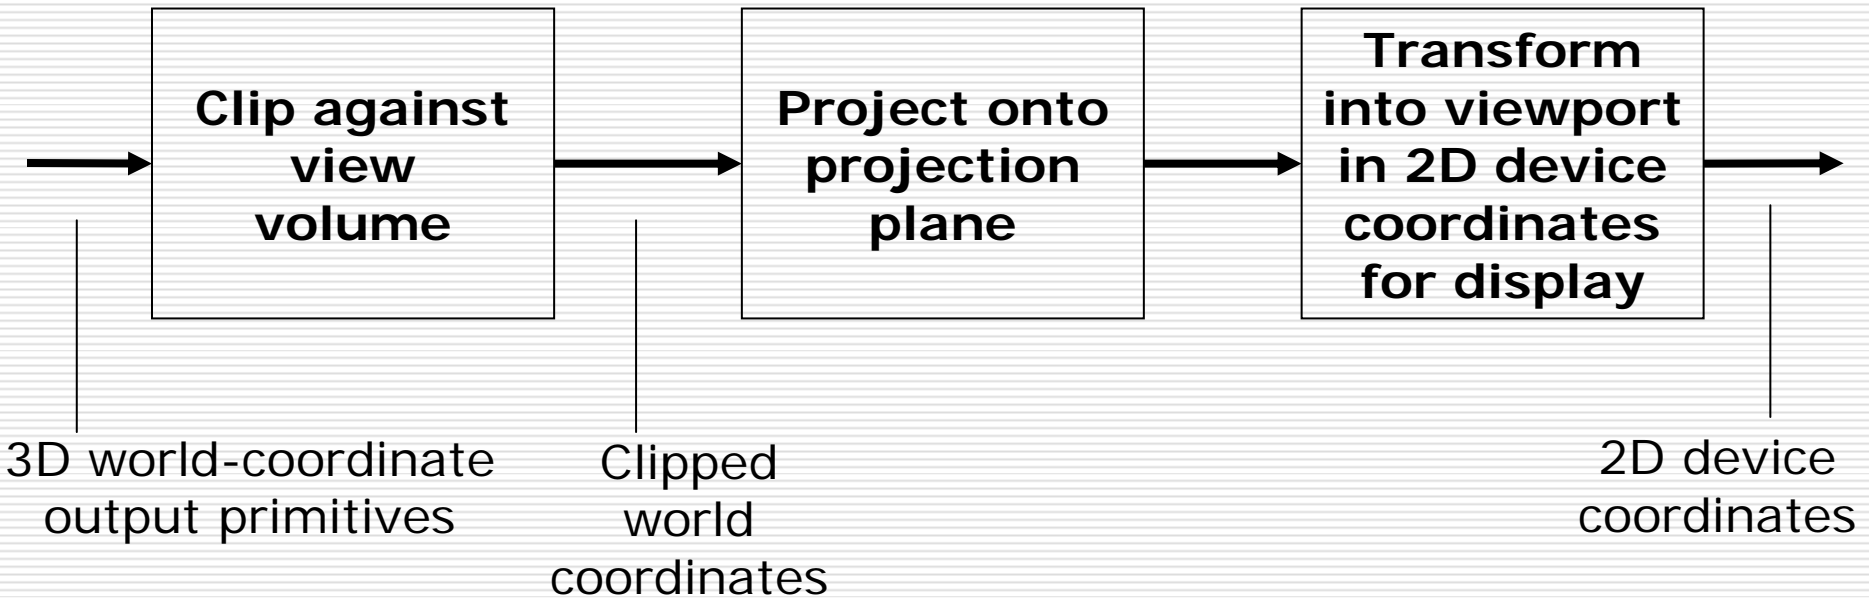 Clip against
view
volume
Project onto
projection
plane
Transform
into viewport
in 2D device
coordinates
for display
3D world-coordinate
output primitives
Clipped
world
coordinates
2D device
coordinates